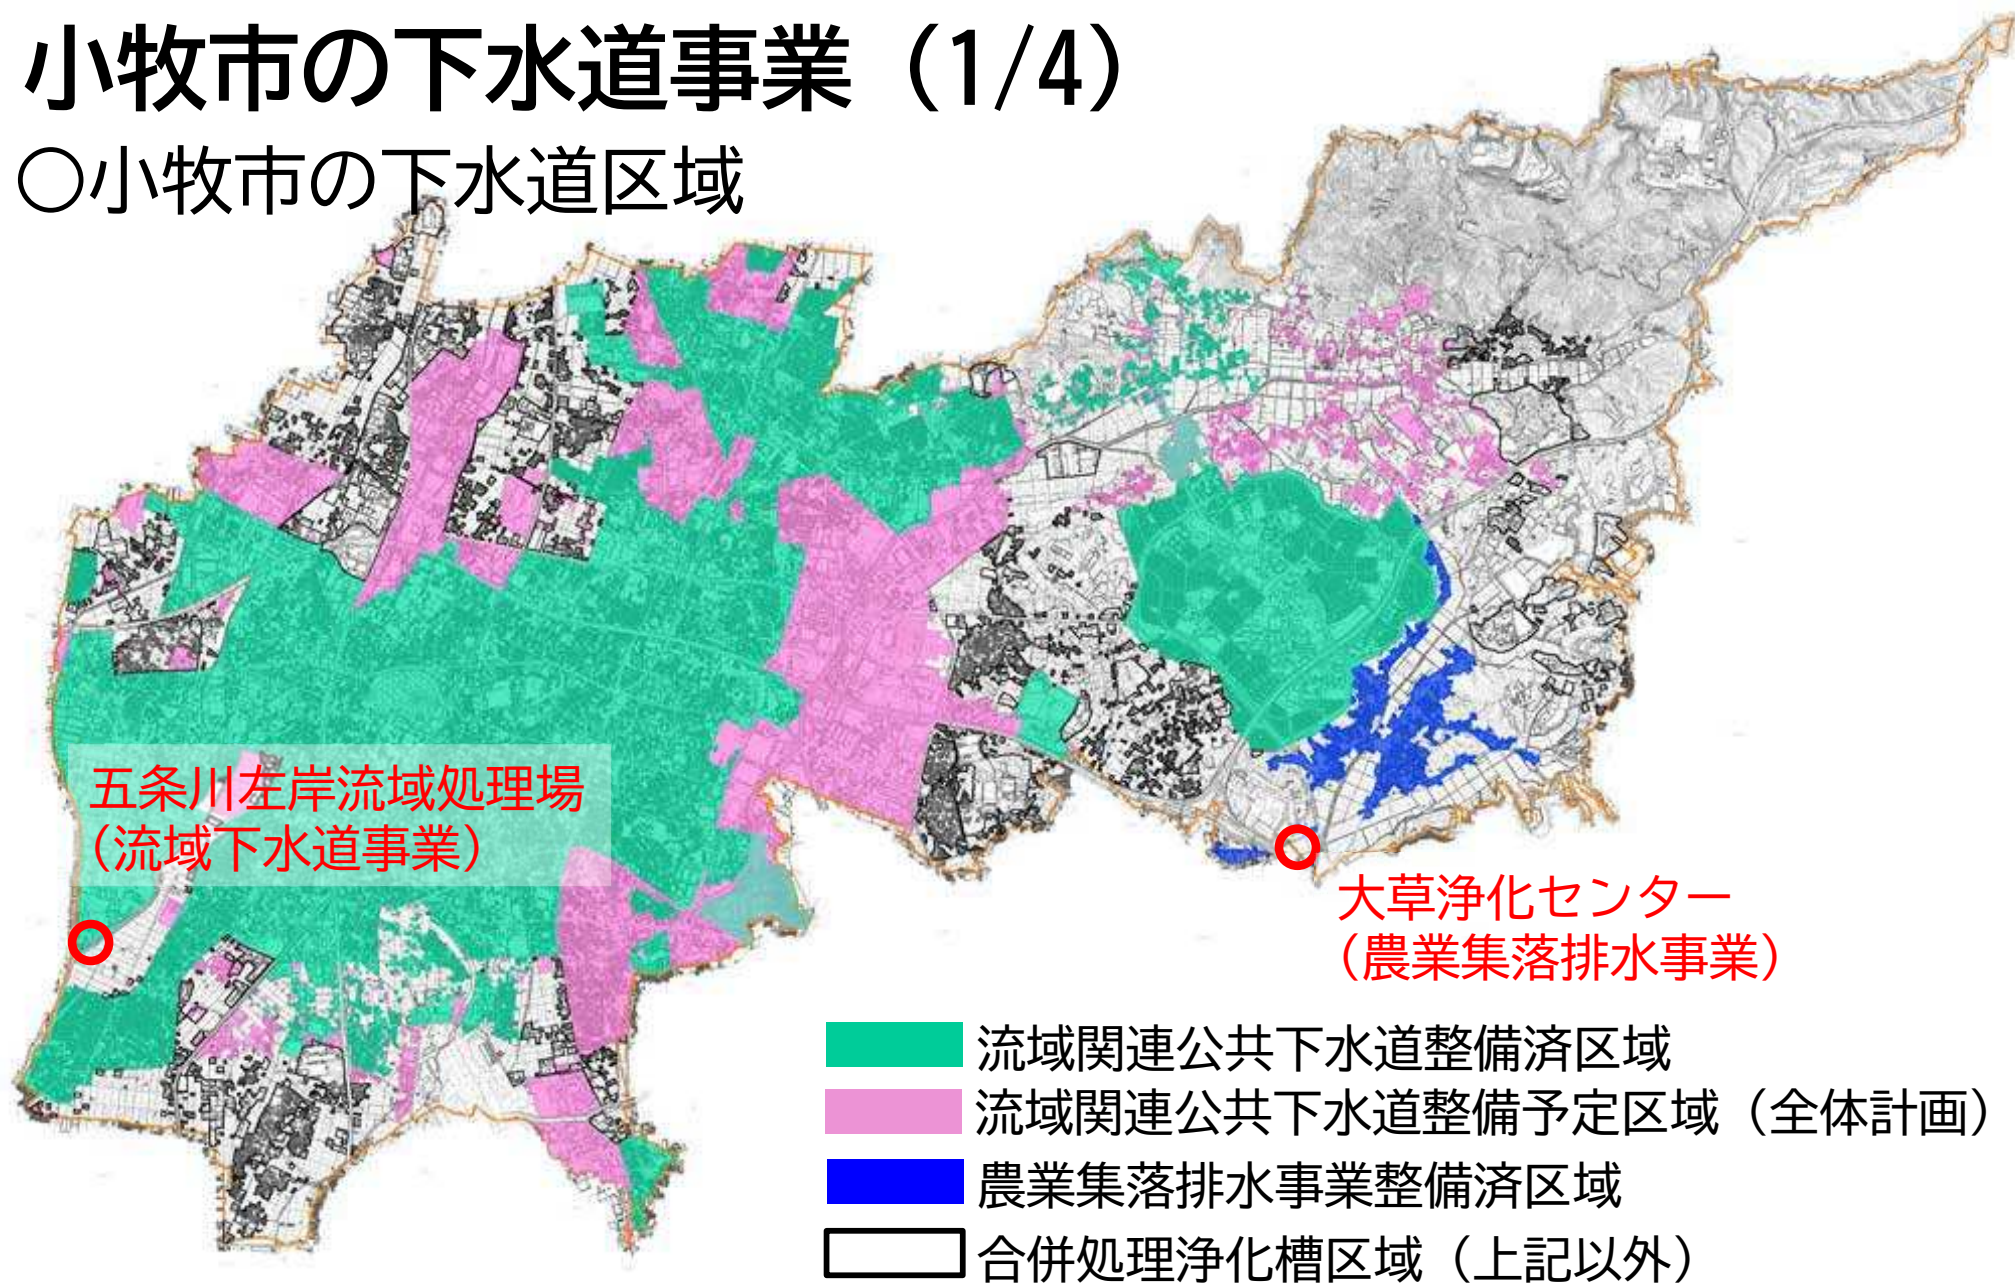 小牧市の下水道事業（1/4）
○小牧市の下水道区域
五条川左岸流域処理場
（流域下水道事業）
大草浄化センター
（農業集落排水事業）
流域関連公共下水道整備済区域
流域関連公共下水道整備予定区域（全体計画）
農業集落排水事業整備済区域
合併処理浄化槽区域（上記以外）